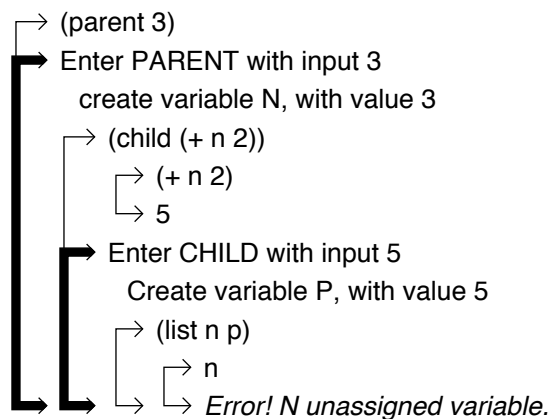 (parent 3)
Enter PARENT with input 3
create variable N, with value 3
(child (+ n 2))
(+ n 2)
5
Enter CHILD with input 5
Create variable P, with value 5
(list n p)
n
Error! N unassigned variable.